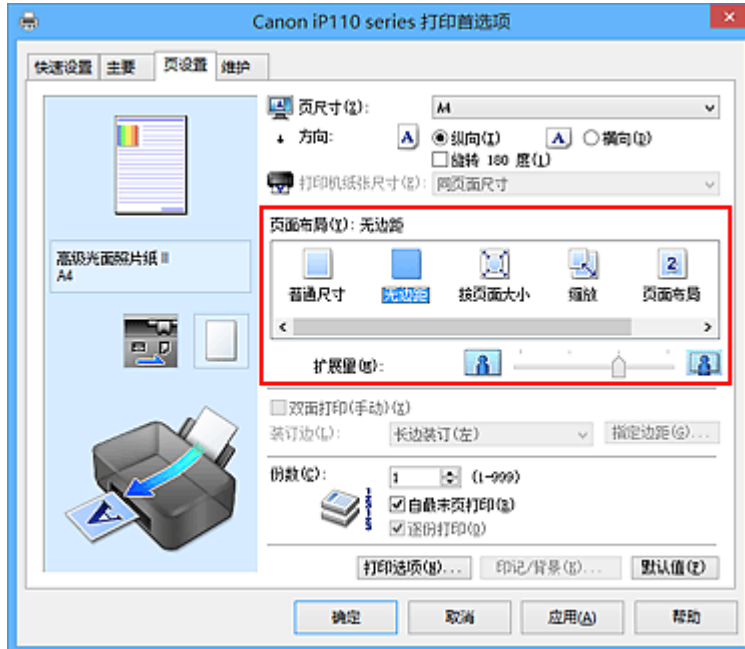 Canon iP110 series 打印首选项
快速设置 主要 页设置 维护
页尺寸(Z): A4
方向: A 纵向(I) A 横向(D)
旋转 180 度(L)
打印机纸张尺寸(E): 同页面尺寸
页面布局(Y): 无边距
高级光面照片纸 II
A4
普通尺寸 无边距 按页面大小 缩放 页面布局
扩展量(M):
双面打印(手动)(X)
装订边(L): 长边装订(左) 指定边距(G)...
份数(C): 1 (1-999)
自最末页打印(R)
逐份打印(O)
打印选项(N)... 印记/背景(B)... 默认值(F)
确定 取消 应用(A) 帮助